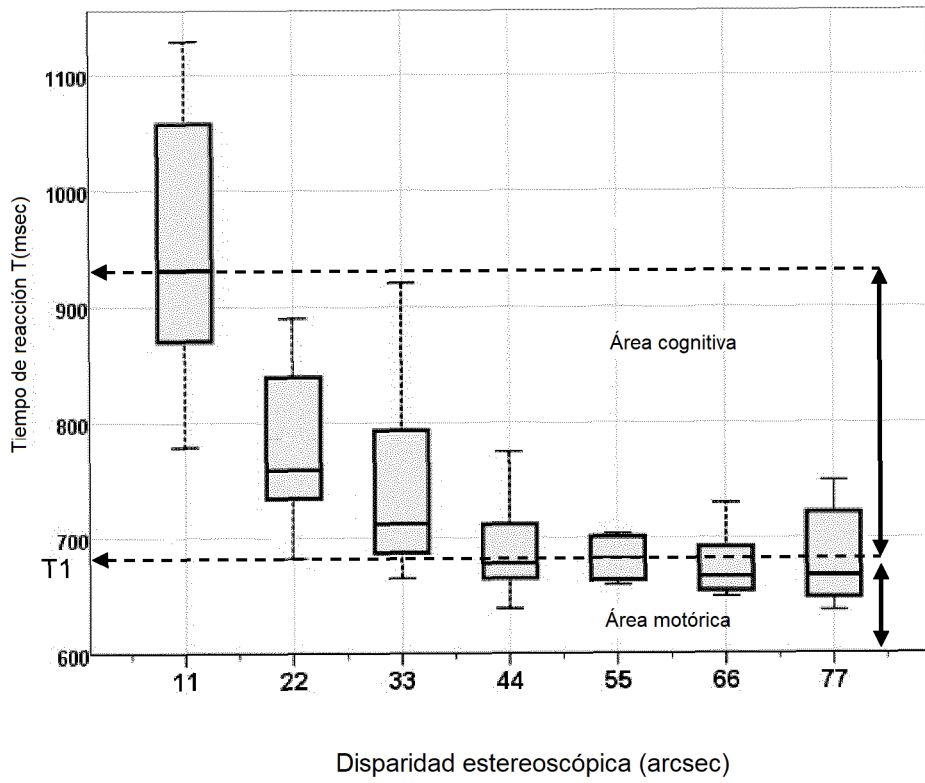 Tiempo de reacción T(msec)
1100
1000
900
800
700
T1
600
Área cognitiva
Área motórica
11 22 33 44 55 66 77
Disparidad estereoscópica (arcsec)